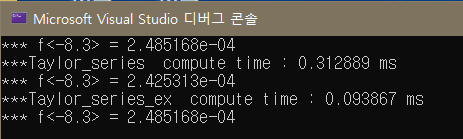 Microsoft Visual Studio 디버그 콘솔
*** f<-8.3> = 2.485168e-04
***Taylor_series  compute time : 0.312889 ms
*** f<-8.3> = 2.425313e-04
***Taylor_series_ex  compute time : 0.093867 ms
*** f<-8.3> = 2.485168e-04